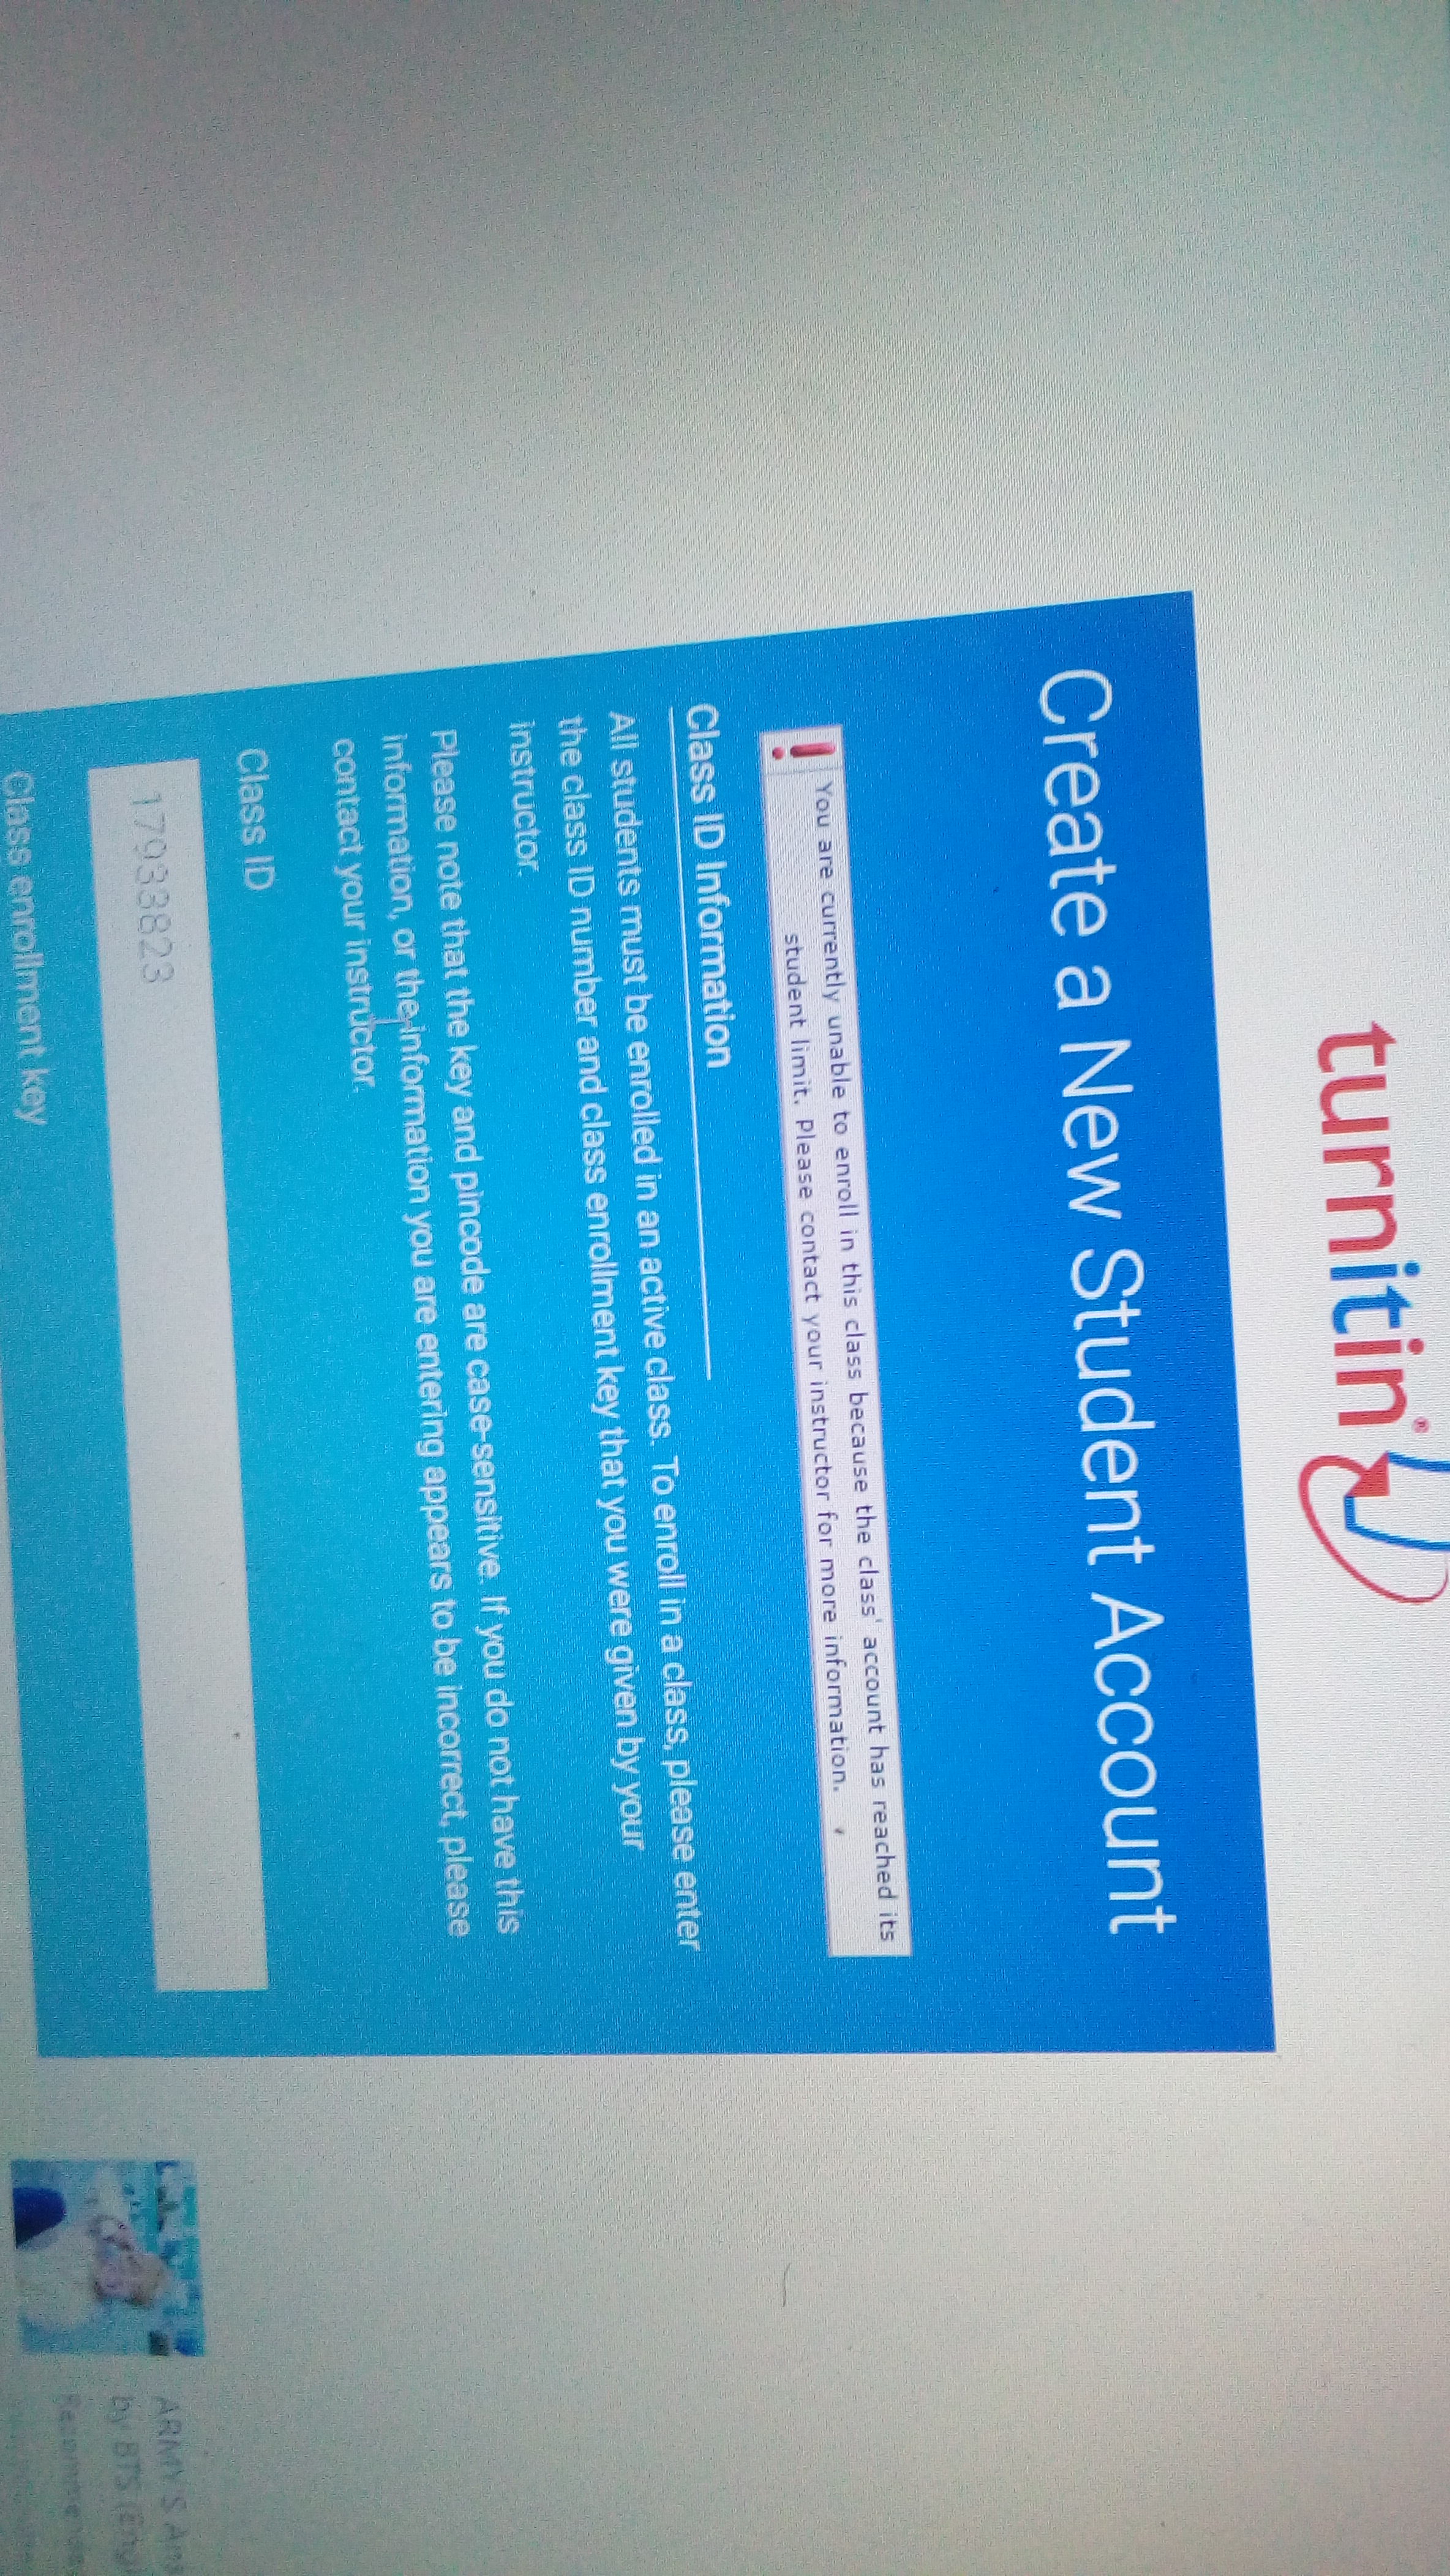 turnitin®
Create a New Student Account
You are currently unable to enroll in this class because the class' account has reached its
student limit. Please contact your instructor for more information.
Class ID Information
All students must be enrolled in an active class. To enroll in a class, please enter
the class ID number and class enrollment key that you were given by your
instructor.
Please note that the key and pincode are case-sensitive. If you do not have this
information, or the information you are entering appears to be incorrect, please
contact your instructor.
Class ID
17933823
Class enrollment key
ARMY'S
by BTS